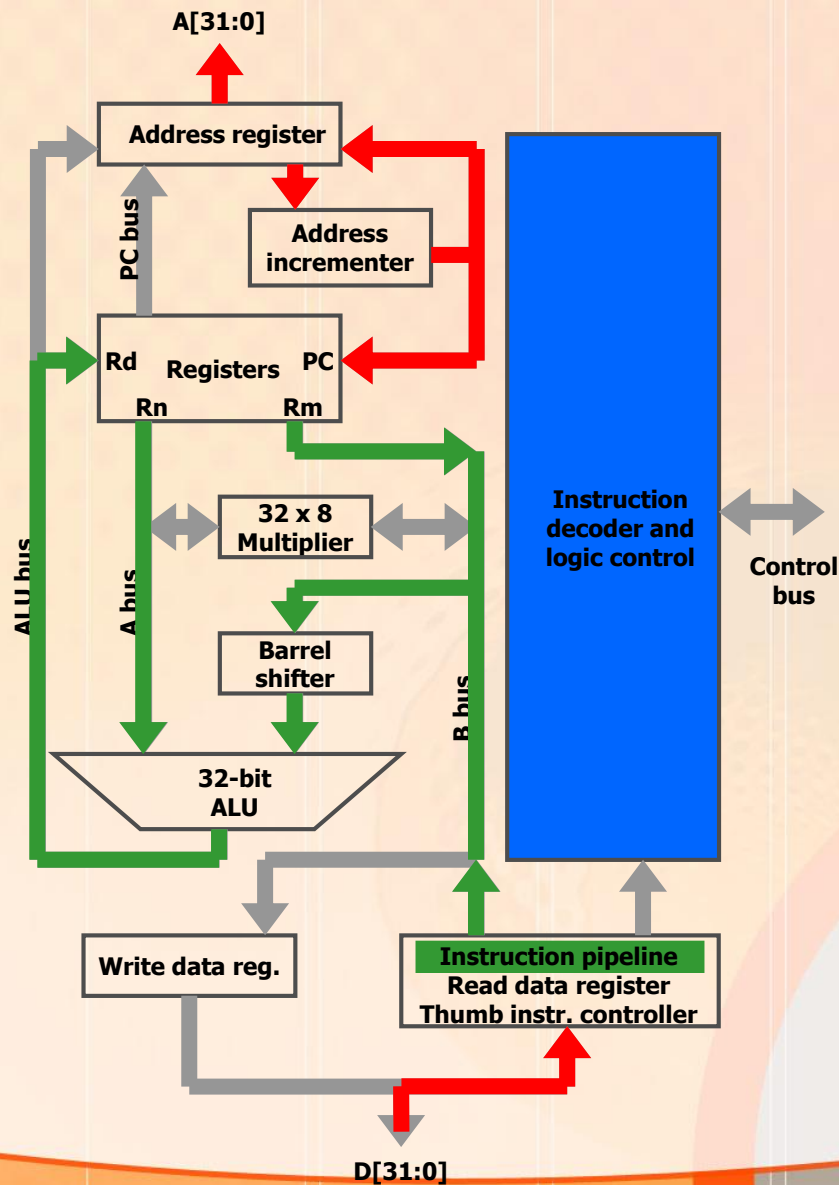 A[31:0]
Address register
PC bus
Address
incrementer
Rd
Registers
PC
Rn
Rm
ALU bus
A bus
32 x 8
Multiplier
Barrel
shifter
B bus
32-bit
ALU
Instruction
decoder and
logic control
Control
bus
Write data reg.
Instruction pipeline
Read data register
Thumb instr. controller
D[31:0]